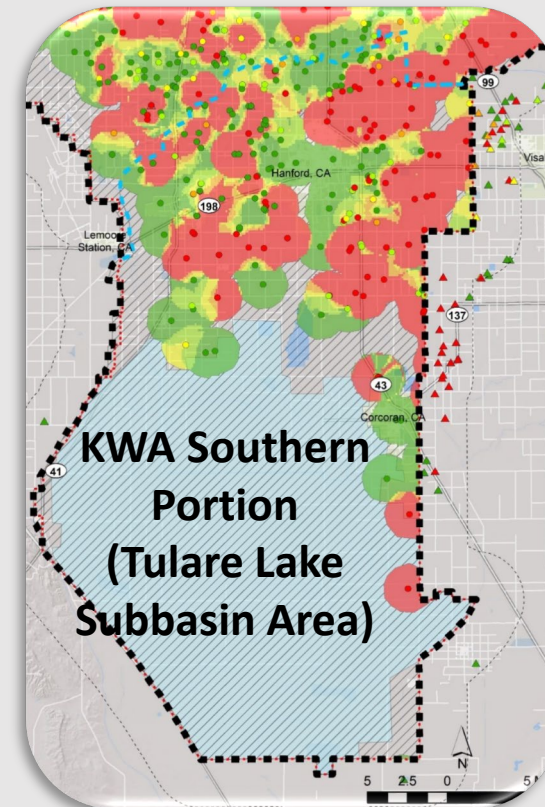 99
Visa
Hanford, CA
198
Lemoore
Station, CA
137
43
Corcoran, CA
41
KWA Southern
Portion
(Tulare Lake
Subbasin Area)
N
5 2.5 0 5 M